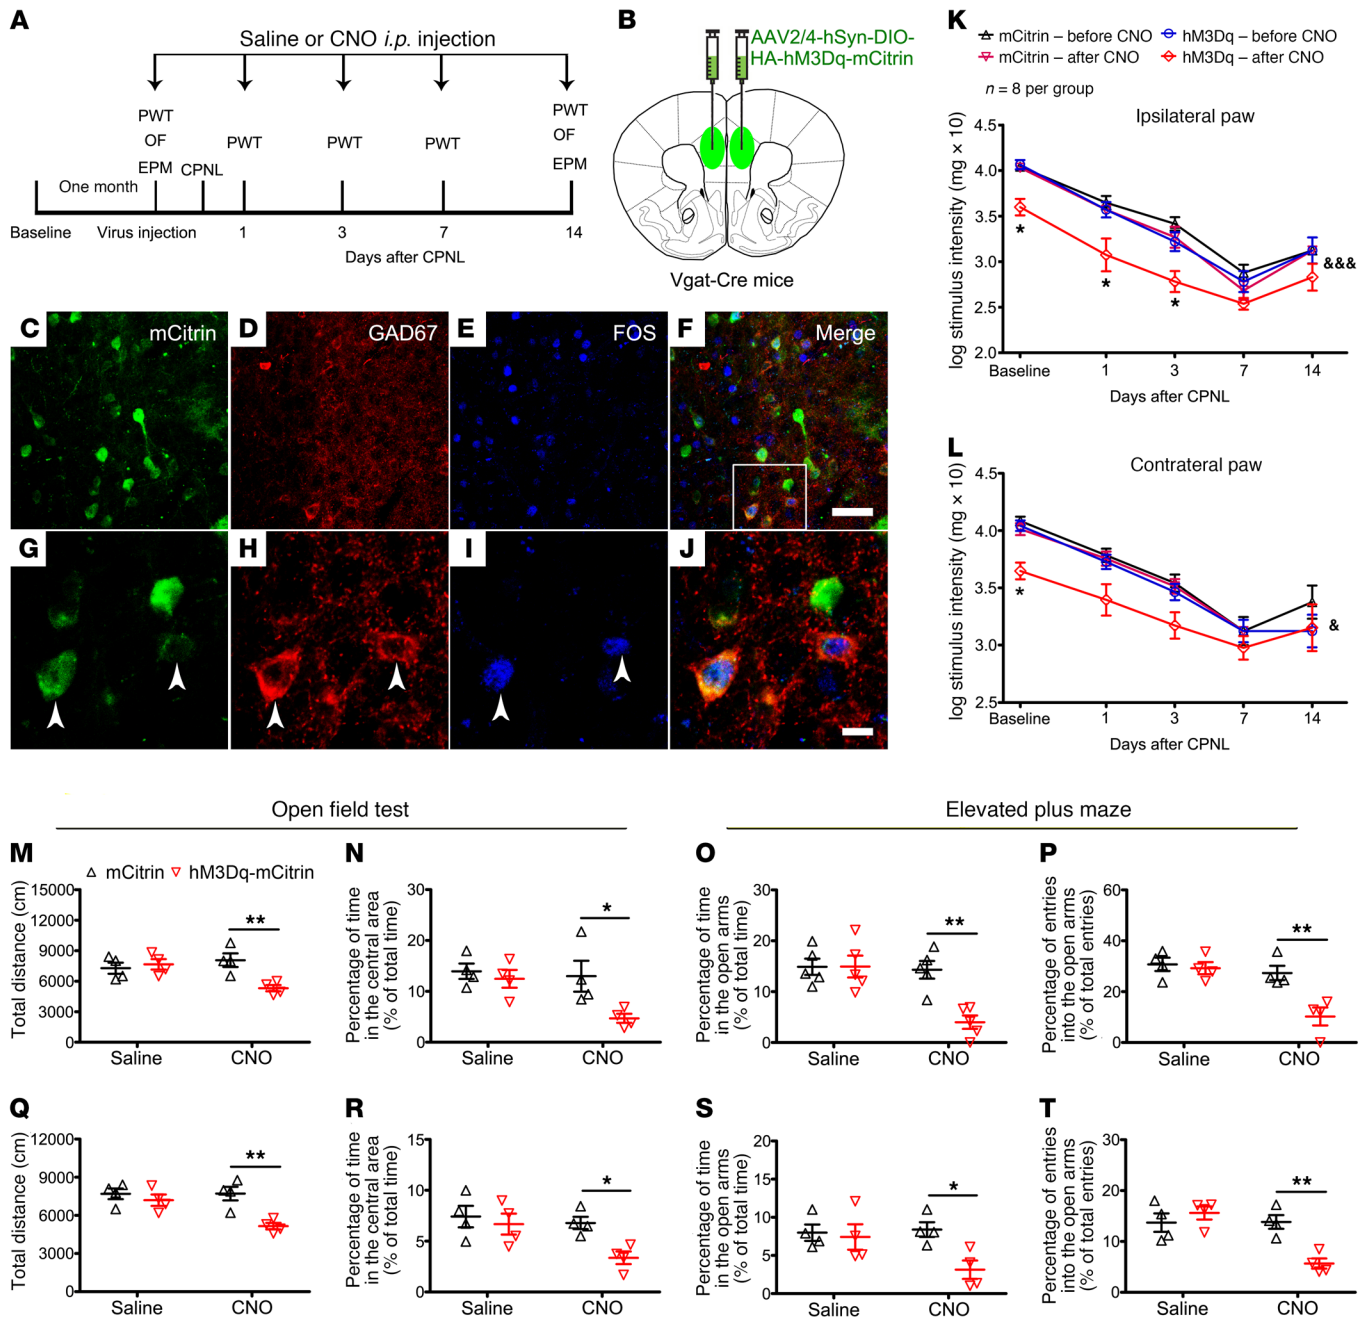 A
Saline or CNO i.p. injection
PWT
OF
EPM
CPNL
PWT
PWT
PWT
PWT
OF
EPM
One month
Baseline
Virus injection
1
3
7
14
Days after CPNL
B
AAV2/4-hSyn-DIO-
HA-hM3Dq-mCitrin
Vgat-Cre mice
C mCitrin
D GAD67
E FOS
F Merge
G
H
I
J
K
mCitrin – before CNO
hM3Dq – before CNO
mCitrin – after CNO
hM3Dq – after CNO
n = 8 per group
Ipsilateral paw
log stimulus intensity (mg × 10)
4.5
4.0
3.5
3.0
2.5
2.0
*
*
*
&&&
Baseline 1 3 7 14
Days after CPNL
L
Contrateral paw
log stimulus intensity (mg × 10)
4.5
4.0
3.5
3.0
2.5
*
&
Baseline 1 3 7 14
Days after CPNL
Open field test
Elevated plus maze
M
mCitrin hM3Dq-mCitrin
Total distance (cm)
15000
12000
9000
6000
3000
0
**
Saline CNO
N
Percentage of time
in the central area
(% of total time)
30
20
10
0
*
Saline CNO
O
Percentage of time
in the open arms
(% of total time)
30
20
10
0
**
Saline CNO
P
Percentage of entries
into the open arms
(% of total entries)
60
40
20
0
**
Saline CNO
Q
Total distance (cm)
12000
9000
6000
3000
0
**
Saline CNO
R
Percentage of time
in the central area
(% of total time)
15
10
5
0
*
Saline CNO
S
Percentage of time
in the open arms
(% of total time)
20
15
10
5
0
*
Saline CNO
T
Percentage of entries
into the open arms
(% of total entries)
30
20
10
0
**
Saline CNO